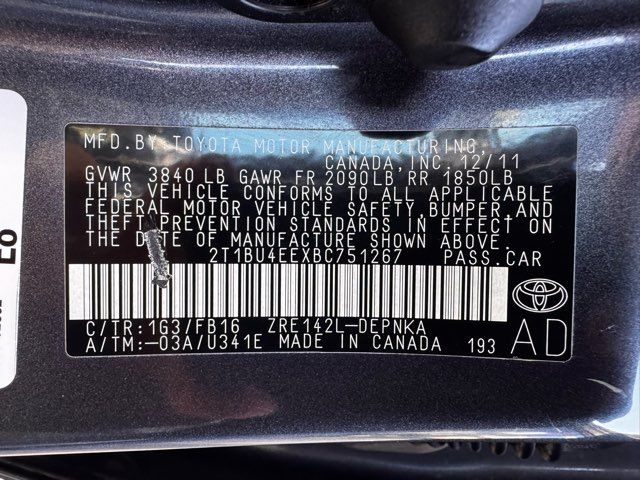 MFD.BY TOYOTA MOTOR MANUFACTURING,
CANADA,INC.12/11
GVWR 3840 LB GAWR FR 2090LB RR 1850LB
THIS VEHICLE CONFORMS TO ALL APPLICABLE
FEDERAL MOTOR VEHICLE SAFETY,BUMPER,AND
THEFT PREVENTION STANDARDS IN EFFECT ON
THE DATE OF MANUFACTURE SHOWN ABOVE.
2T1BU4EEXBC751267 PASS.CAR
C/TR:1G3/FB16 ZRE142L-DEPNKA
A/TM:-03A/U341E MADE IN CANADA 193
AD
E8